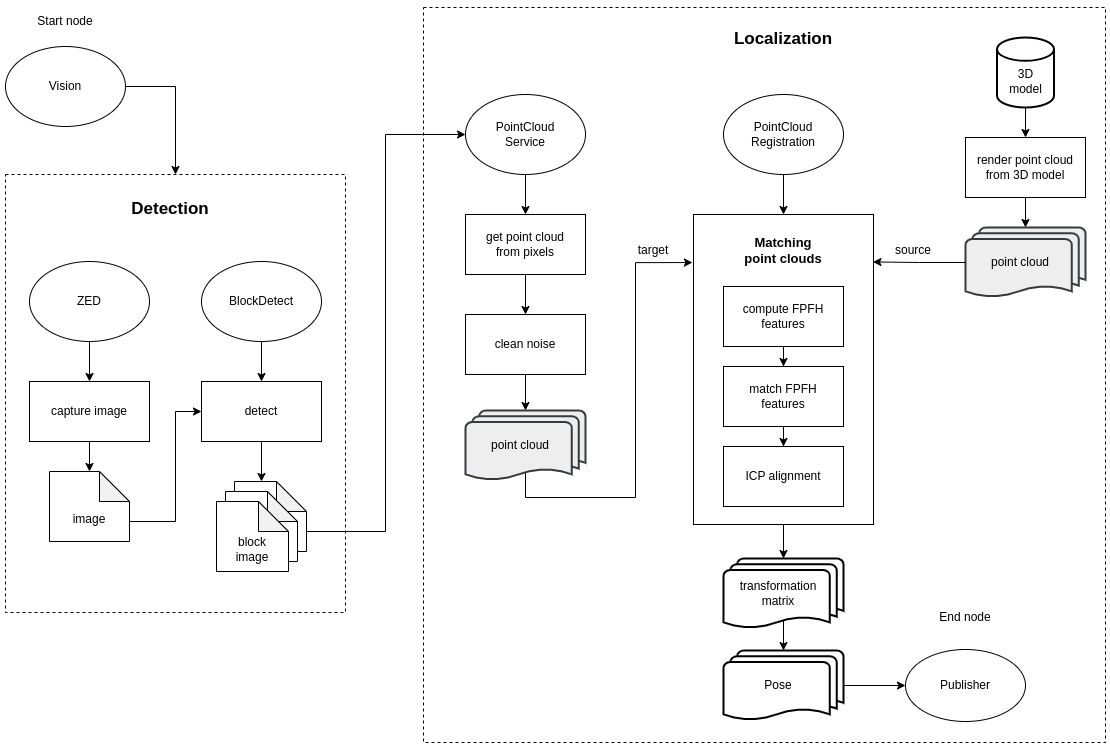 Start node
Vision
Detection
ZED
BlockDetect
capture image
detect
image
block
image
Localization
PointCloud
Service
get point cloud
from pixels
clean noise
point cloud
target
PointCloud
Registration
Matching
point clouds
compute FPFH
features
match FPFH
features
ICP alignment
source
3D
model
render point cloud
from 3D model
point cloud
transformation
matrix
Pose
End node
Publisher